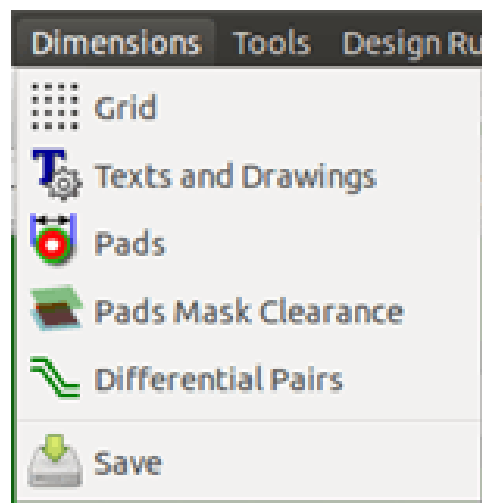 Dimensions Tools Design Ru
Grid
Texts and Drawings
Pads
Pads Mask Clearance
Differential Pairs
Save